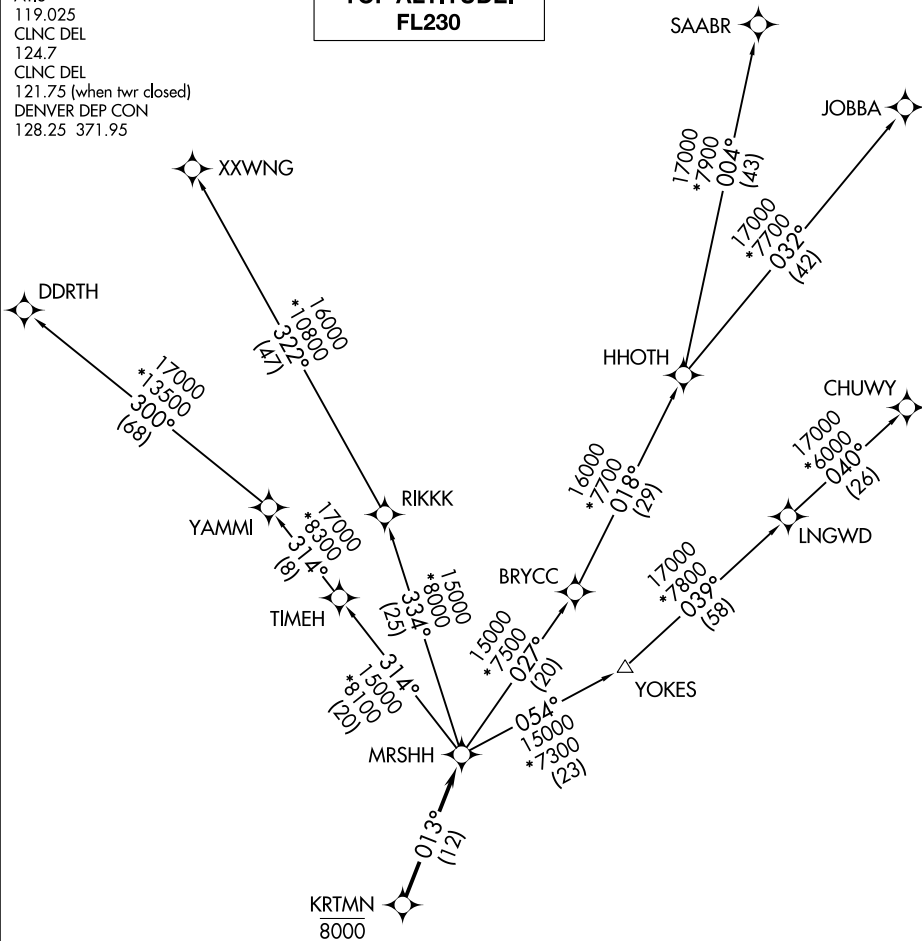 119.025
CLNC DEL
124.7
CLNC DEL
121.75 (when twr closed)
DENVER DEP CON
128.25 371.95
TOP ALTITUDE:
FL230
SAABR
JOBBA
XXWNG
DDRTH
17000
*7900
004°
(43)
17000
*7700
032°
(42)
16000
*10800
322°
(47)
HHOTH
CHUWY
17000
*13500
300°
(68)
17000
*6000
040°
(26)
16000
*7700
018°
(29)
RIKKK
YAMMI
17000
*8300
314°
(8)
LNGWD
BRYCC
17000
*7800
039°
(58)
TIMEH
15000
*8000
334°
(25)
15000
*7500
027°
(20)
314°
15000
*8100
(20)
YOKES
054°
15000
*7300
(23)
MRSHH
013°
(12)
KRTMN
8000